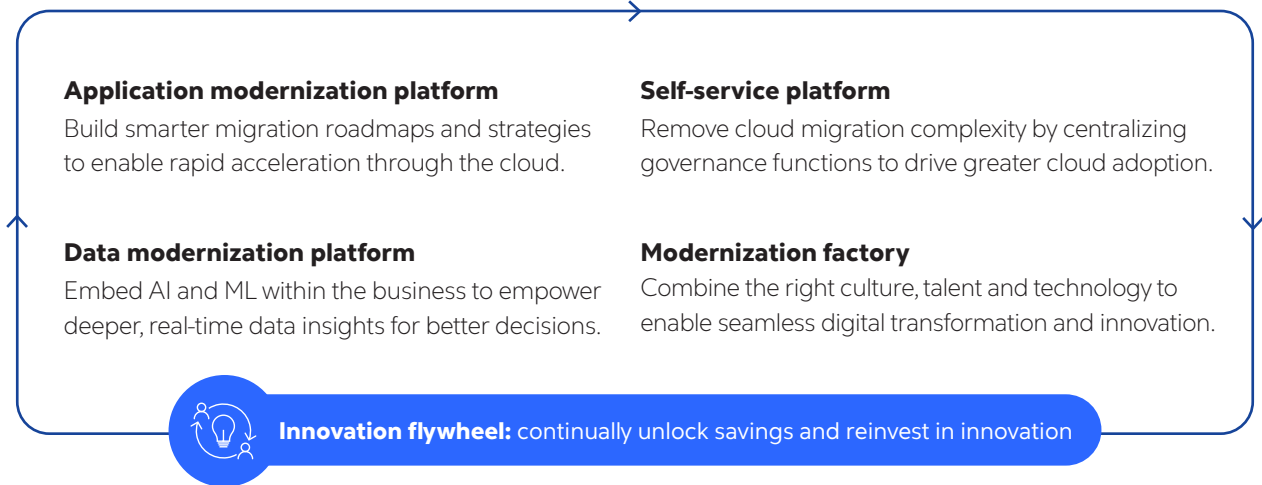 Application modernization platform
Build smarter migration roadmaps and strategies
to enable rapid acceleration through the cloud.
Self-service platform
Remove cloud migration complexity by centralizing
governance functions to drive greater cloud adoption.
Data modernization platform
Embed AI and ML within the business to empower
deeper, real-time data insights for better decisions.
Modernization factory
Combine the right culture, talent and technology to
enable seamless digital transformation and innovation.
Innovation flywheel: continually unlock savings and reinvest in innovation